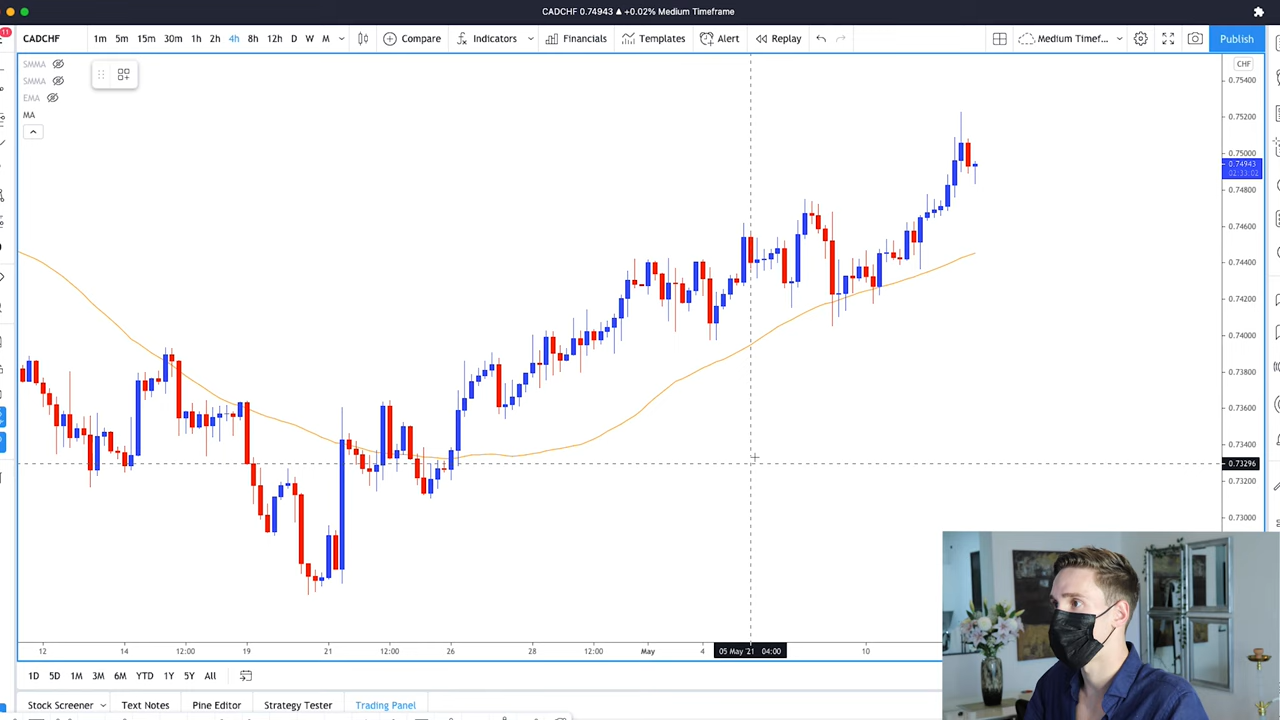 CADCHF 0.74943 ▲ +0.02% Medium Timeframe
11
CADCHF 1m 5m 15m 30m 1h 2h 4h 8h 12h D W M Compare Indicators Financials Templates Alert Replay Medium Timef... Publish
SMMA
SMMA
EMA
MA
CHF
0.75400
0.75200
0.75000
0.74943
02:33:02
0.74800
0.74600
0.74400
0.74200
0.74000
0.73800
0.73600
0.73400
0.73296
0.73200
0.73000
12 14 12:00 19 21 12:00 26 28 12:00 May 4 05 May '21 04:00 10
1D 5D 1M 3M 6M YTD 1Y 5Y All
Stock Screener Text Notes Pine Editor Strategy Tester Trading Panel